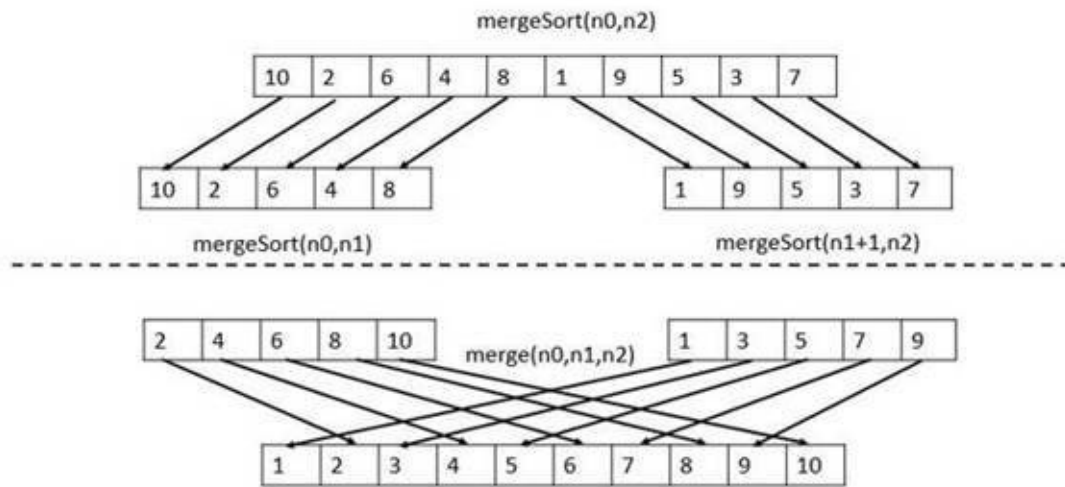 mergeSort(n0,n2)
10 2 6 4 8 1 9 5 3 7
10 2 6 4 8
1 9 5 3 7
mergeSort(n0,n1)
mergeSort(n1+1,n2)
2 4 6 8 10
1 3 5 7 9
merge(n0,n1,n2)
1 2 3 4 5 6 7 8 9 10